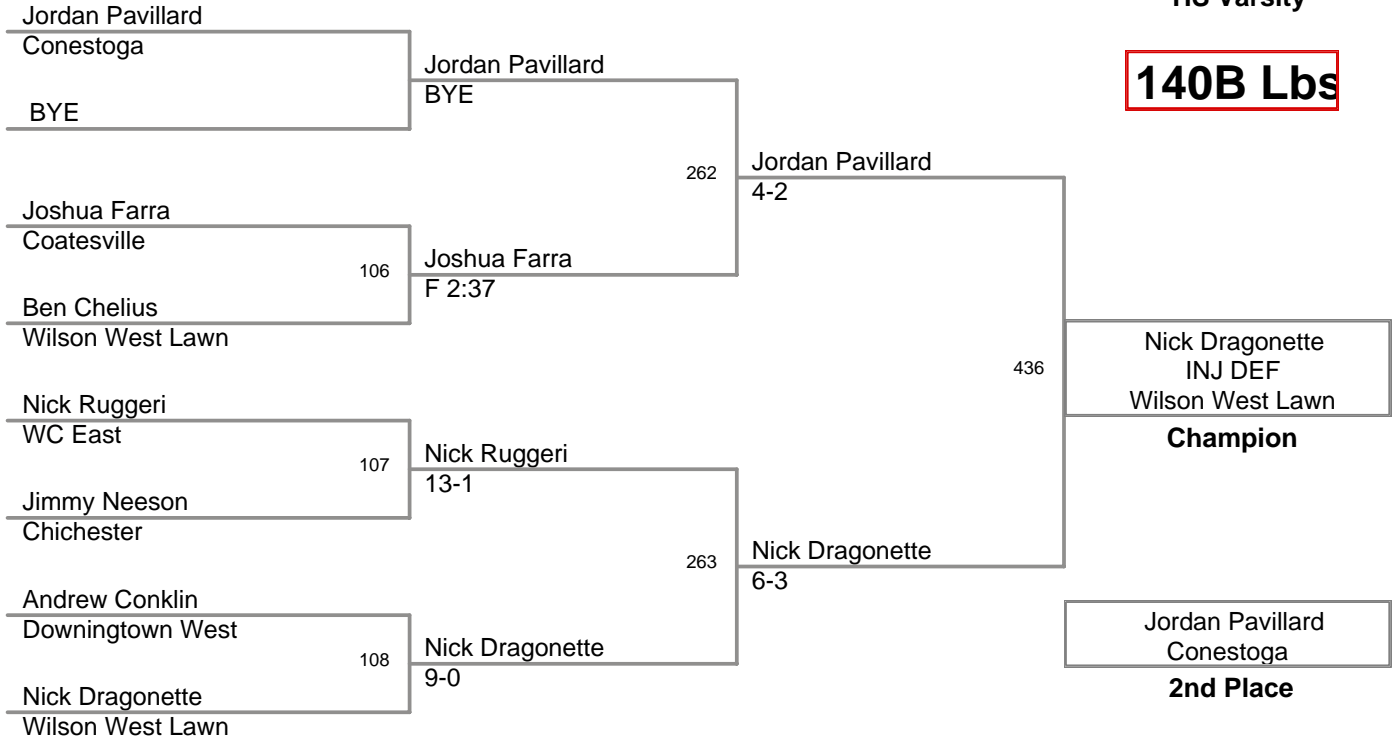 HS Varsity
140B Lbs
Jordan Pavillard
Conestoga
BYE
Joshua Farra
Coatesville
106
Ben Chelius
Wilson West Lawn
Nick Ruggeri
WC East
107
Jimmy Neeson
Chichester
Andrew Conklin
Downingtown West
108
Nick Dragonette
Wilson West Lawn
Jordan Pavillard
BYE
262
Joshua Farra
F 2:37
Nick Ruggeri
13-1
263
Nick Dragonette
9-0
Jordan Pavillard
4-2
436
Nick Dragonette
6-3
Nick Dragonette
INJ DEF
Wilson West Lawn
Champion
Jordan Pavillard
Conestoga
2nd Place